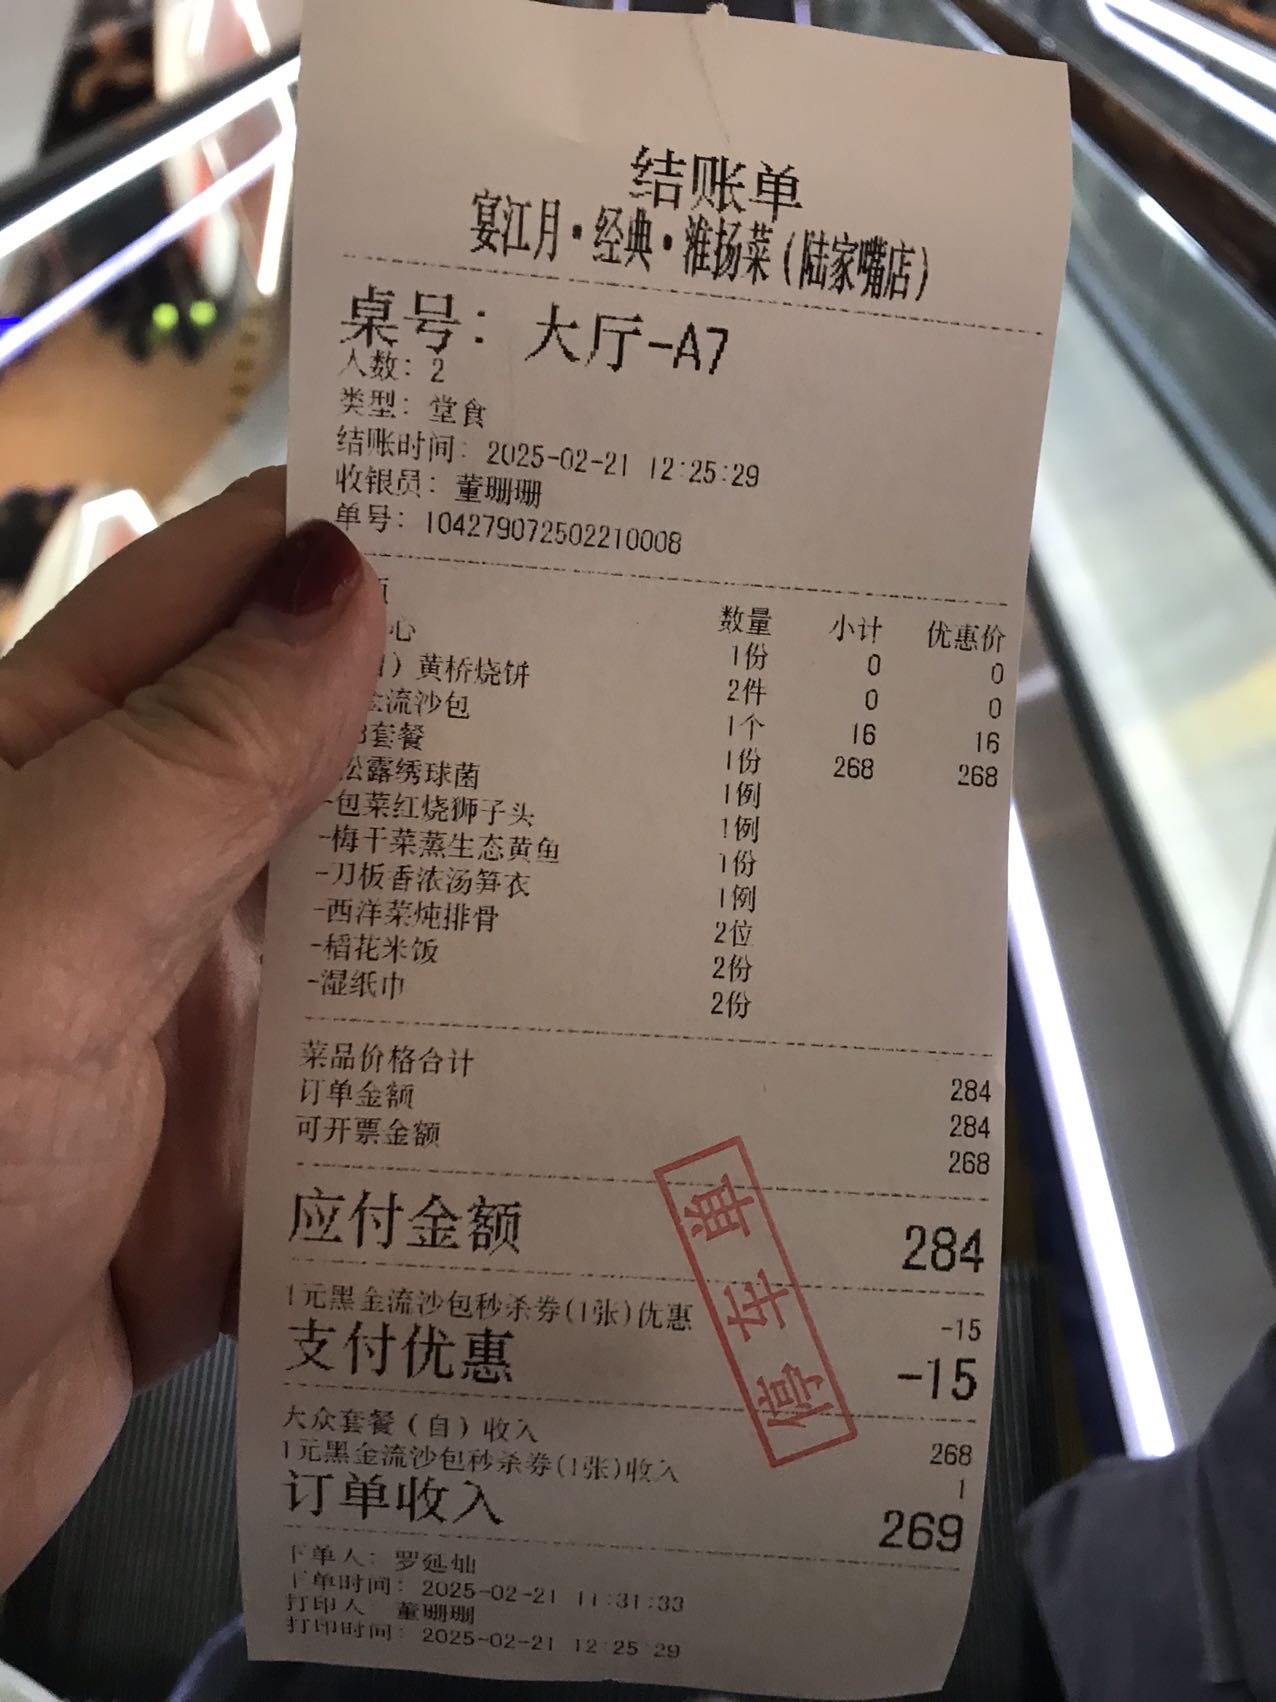 结账单
宴江月·经典·淮扬菜(陆家嘴店)
桌号: 大厅-A7
人数: 2
类型: 堂食
结账时间: 2025-02-21 12:25:29
收银员: 董珊珊
单号: 104279072502210008
数量 小计 优惠价
心 1份 0 0
)黄桥烧饼 2件 0 0
金流沙包 1个 16 16
套餐 1份 268 268
松露绣球菌 1例
-包菜红烧狮子头 1例
-梅干菜蒸生态黄鱼 1份
-刀板香浓汤笋衣 1例
-西洋菜炖排骨 2位
-稻花米饭 2份
-湿纸巾 2份
菜品价格合计 284
订单金额 284
可开票金额 268
应付金额 284
1元黑金流沙包秒杀券(1张)优惠 -15
支付优惠 -15
大众套餐(自)收入 268
1元黑金流沙包秒杀券(1张)收入 1
订单收入 269
下单人: 罗延灿
下单时间: 2025-02-21 11:31:33
打印人 董珊珊
打印时间: 2025-02-21 12:25:29
停车单